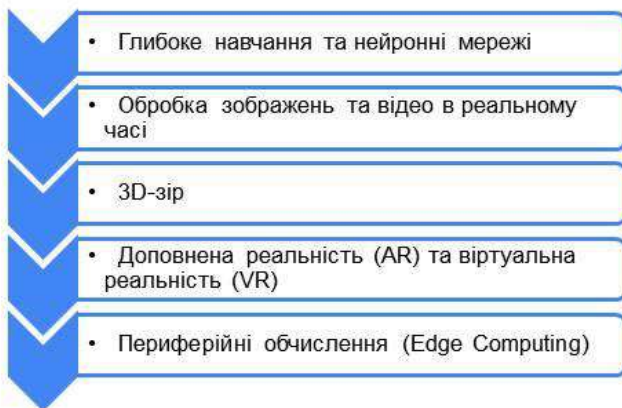 • Глибоке навчання та нейронні мережі
• Обробка зображень та відео в реальному
часі
• 3D-зір
• Доповнена реальність (AR) та віртуальна
реальність (VR)
• Периферійні обчислення (Edge Computing)